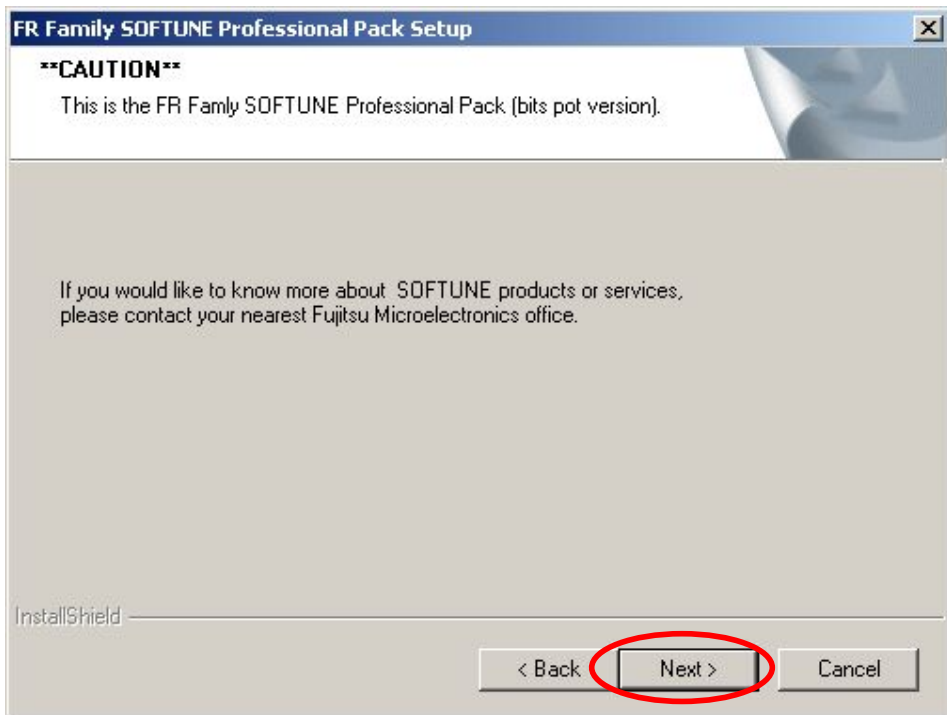 FR Family SOFTUNE Professional Pack Setup
**CAUTION**
This is the FR Famly SOFTUNE Professional Pack (bits pot version).
If you would like to know more about SOFTUNE products or services,
please contact your nearest Fujitsu Microelectronics office.
InstallShield
< Back Next > Cancel